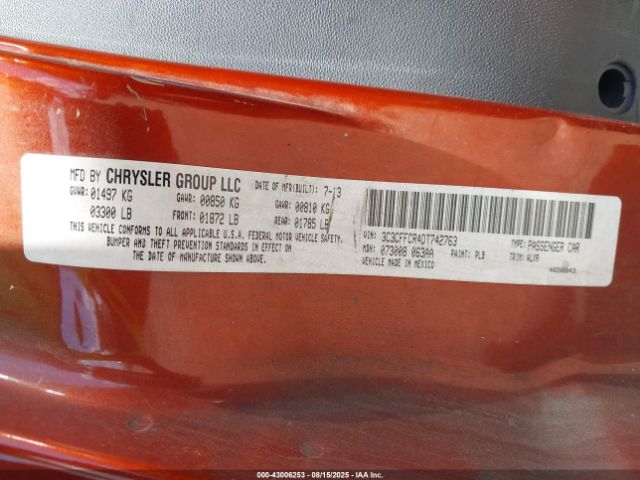 MFD BY CHRYSLER GROUP LLC DATE OF MFR(BUILT): 7-13
GVWR: 01497 KG GAWR: 00850 KG GAWR: 00810 KG
03300 LB FRONT: 01872 LB REAR: 01785 LB
THIS VEHICLE CONFORMS TO ALL APPLICABLE U.S.A. FEDERAL MOTOR VEHICLE SAFETY,
BUMPER AND THEFT PREVENTION STANDARDS IN EFFECT ON
THE DATE OF MANUFACTURE SHOWN ABOVE.
VIN: 3C3CFFCR4DT742763 TYPE: PASSENGER CAR
MDH: 073006 063AA PAINT: PLB TRIM:
VEHICLE MADE IN MEXICO
000-43006253 - 08/15/2025 - IAA Inc.